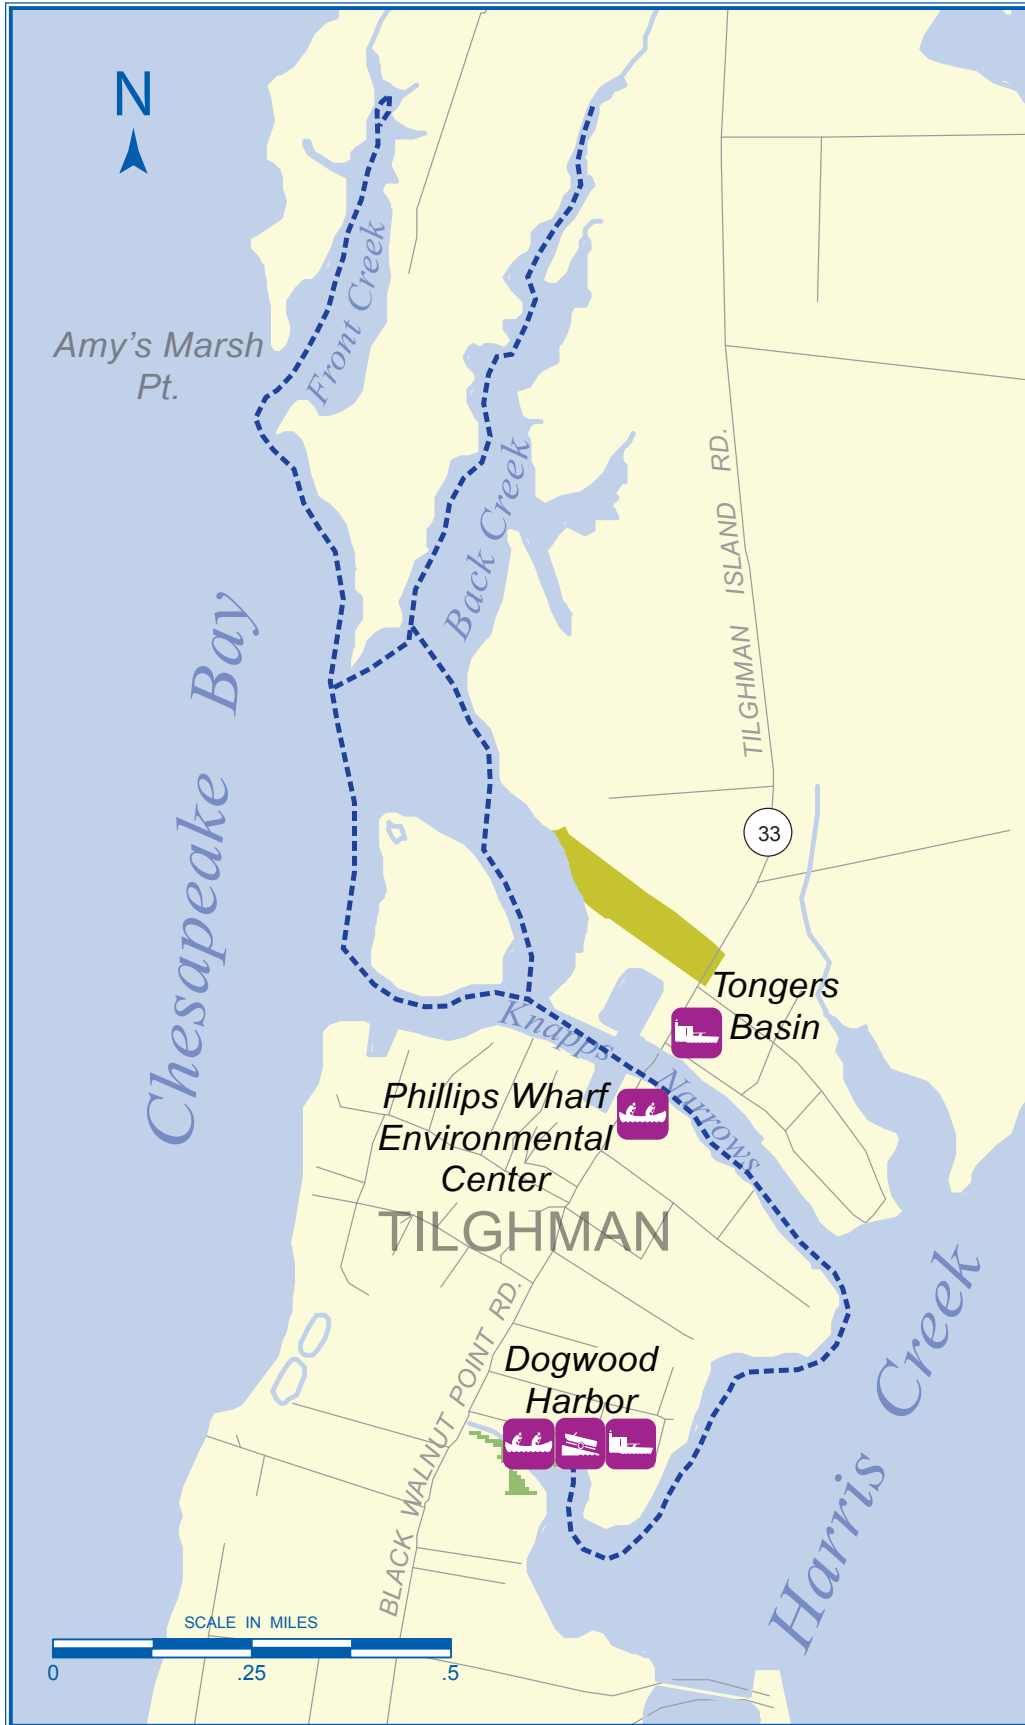 N
Front Creek
Amy's Marsh
Pt.
Back Creek
TILGHMAN ISLAND RD.
Chesapeake Bay
33
Tongers
Basin
Knapps
Narrows
Phillips Wharf
Environmental
Center
TILGHMAN
BLACK WALNUT POINT RD.
Dogwood
Harbor
Harris Creek
SCALE IN MILES
0 .25 .5